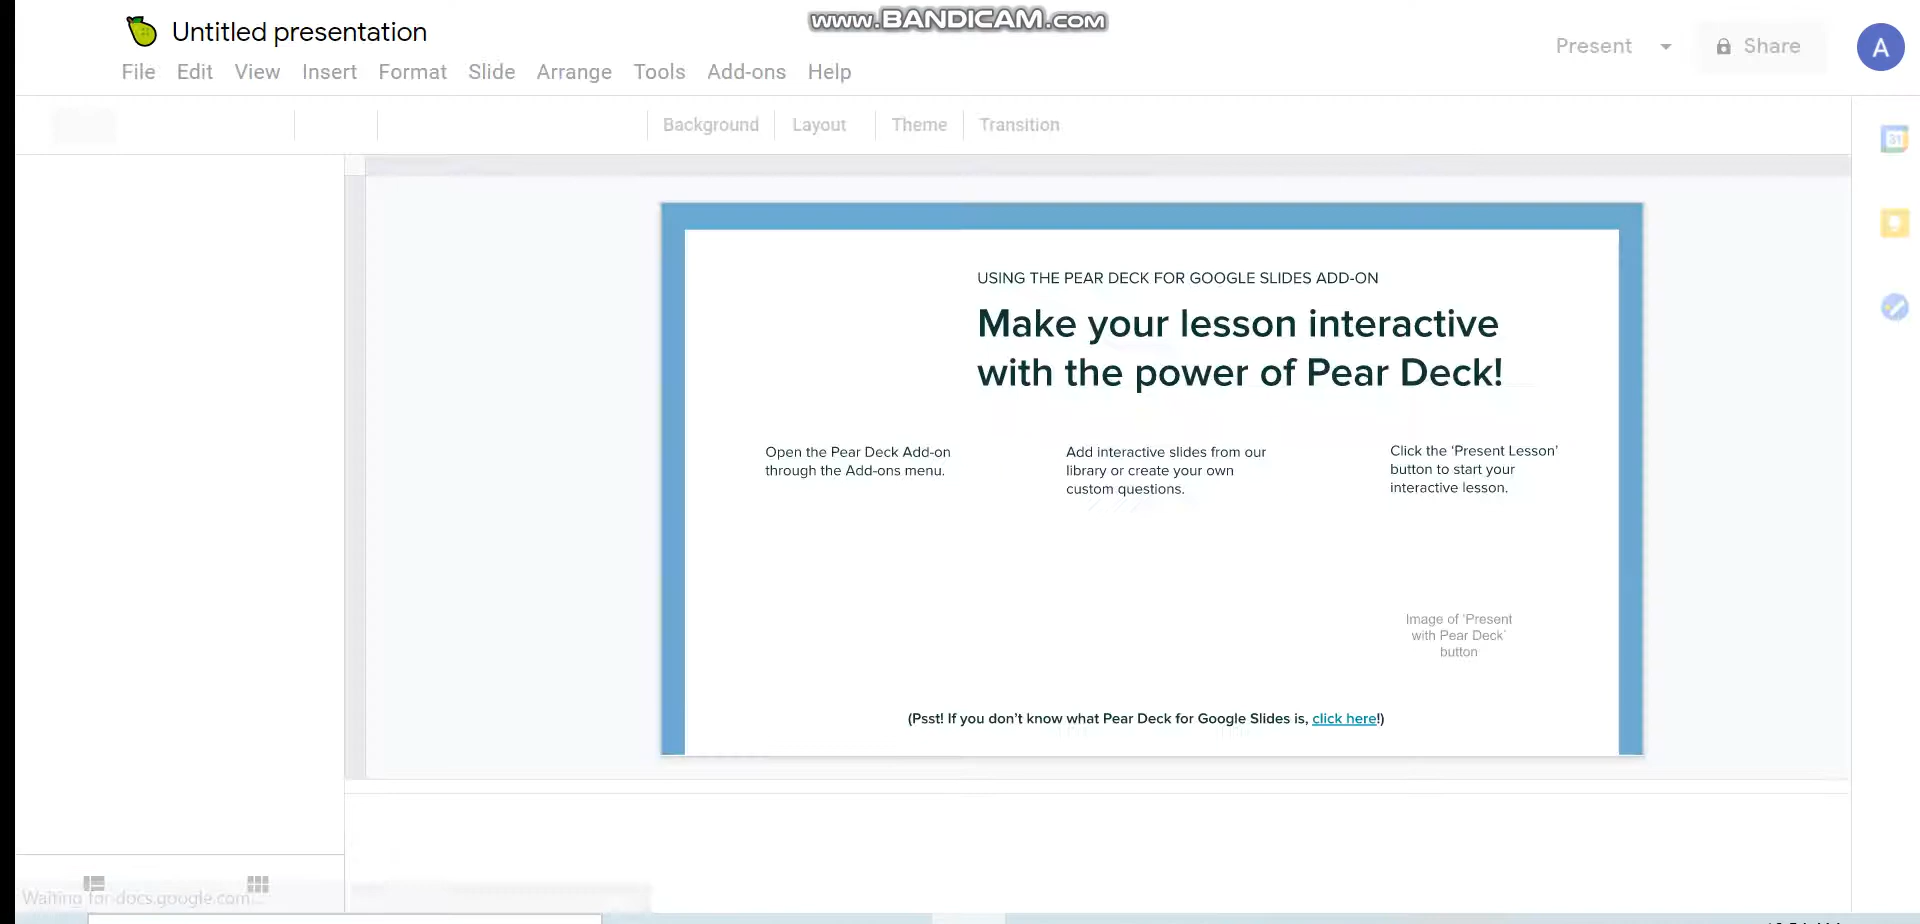 Untitled presentation
www.BANDICAM.com
Present
Share
A
File Edit View Insert Format Slide Arrange Tools Add-ons Help
Background Layout Theme Transition
31
USING THE PEAR DECK FOR GOOGLE SLIDES ADD-ON
Make your lesson interactive
with the power of Pear Deck!
Open the Pear Deck Add-on
through the Add-ons menu.
Add interactive slides from our
library or create your own
custom questions.
Click the ‘Present Lesson’
button to start your
interactive lesson.
Image of 'Present
with Pear Deck'
button
(Psst! If you don’t know what Pear Deck for Google Slides is, click here!)
Waiting for docs.google.com...